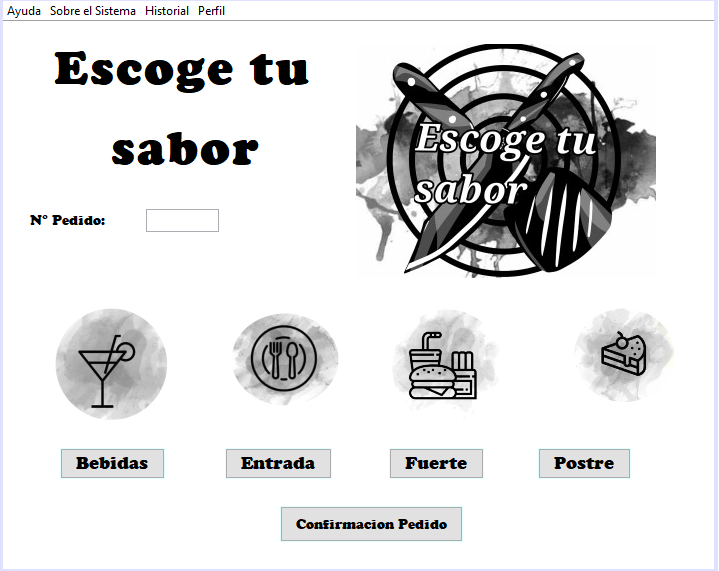 Ayuda Sobre el Sistema Historial Perfil
Escoge tu
sabor
Escoge tu
sabor
N° Pedido:
Bebidas Entrada Fuerte Postre
Confirmacion Pedido